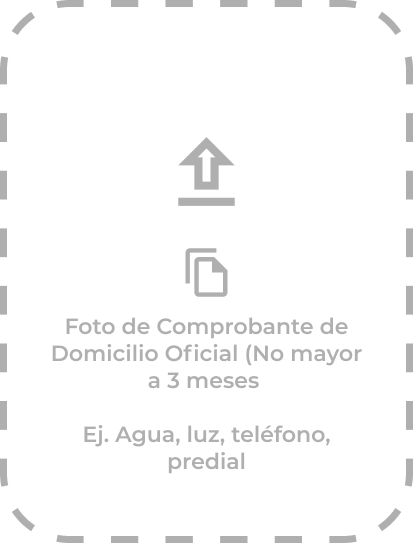 Foto de Comprobante de
Domicilio Oficial (No mayor
a 3 meses
Ej. Agua, luz, teléfono,
predial